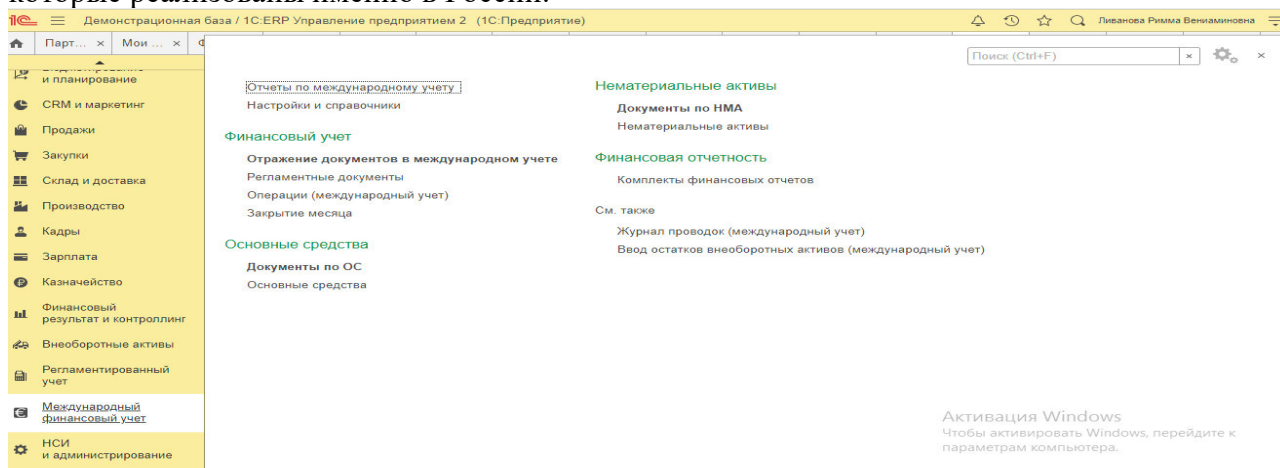 которые реализованы именно в России.
Демонстрационная база / 1С:ERP Управление предприятием 2 (1С:Предприятие)
Ливанова Римма Вениаминовна
Парт... × Мои ... ×
Поиск (Ctrl+F) ×
×
и планирование
CRM и маркетинг
Продажи
Закупки
Склад и доставка
Производство
Кадры
Зарплата
Казначейство
Финансовый
результат и контроллинг
Внеоборотные активы
Регламентированный
учет
Международный
финансовый учет
НСИ
и администрирование
Отчеты по международному учету
Настройки и справочники
Финансовый учет
Отражение документов в международном учете
Регламентные документы
Операции (международный учет)
Закрытие месяца
Основные средства
Документы по ОС
Основные средства
Нематериальные активы
Документы по НМА
Нематериальные активы
Финансовая отчетность
Комплекты финансовых отчетов
См. также
Журнал проводок (международный учет)
Ввод остатков внеоборотных активов (международный учет)
Активация Windows
Чтобы активировать Windows, перейдите к
параметрам компьютера.